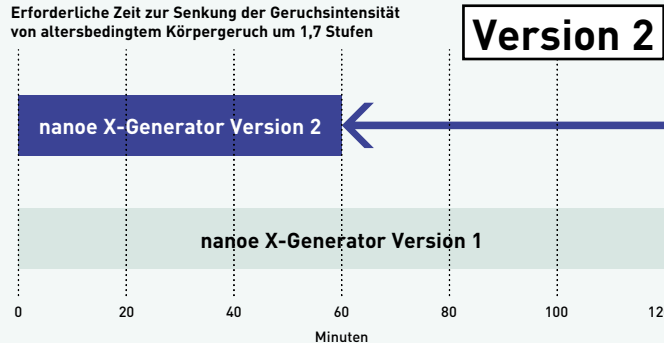 Erforderliche Zeit zur Senkung der Geruchsintensität
von altersbedingtem Körpergeruch um 1,7 Stufen
Version 2
nanoe X-Generator Version 2
nanoe X-Generator Version 1
0 20 40 60 80 100
Minuten